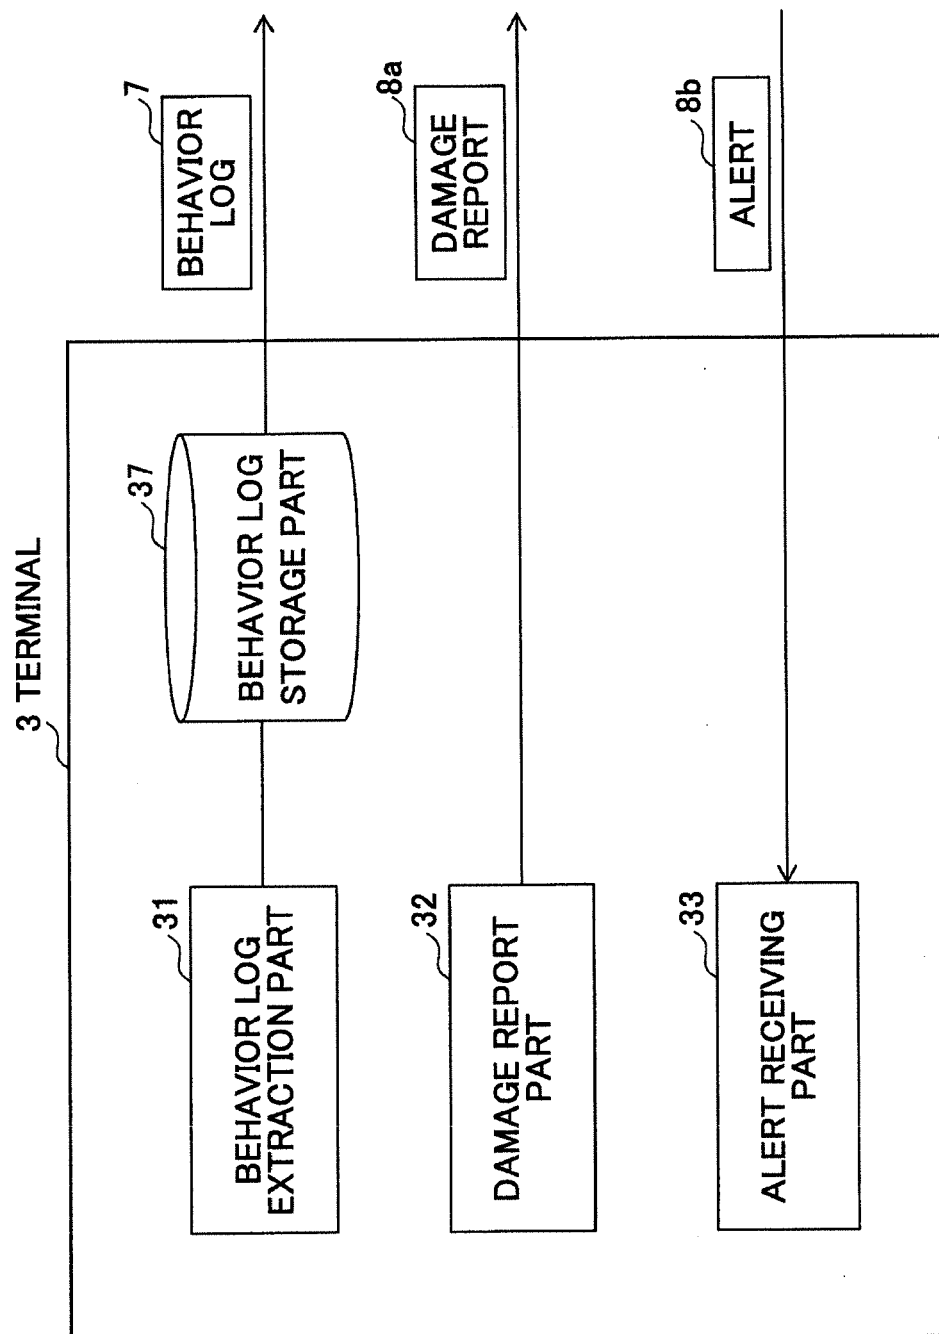 3 TERMINAL
31
BEHAVIOR LOG
EXTRACTION PART
37
BEHAVIOR LOG
STORAGE PART
7
BEHAVIOR
LOG
32
DAMAGE REPORT
PART
8a
DAMAGE
REPORT
33
ALERT RECEIVING
PART
8b
ALERT